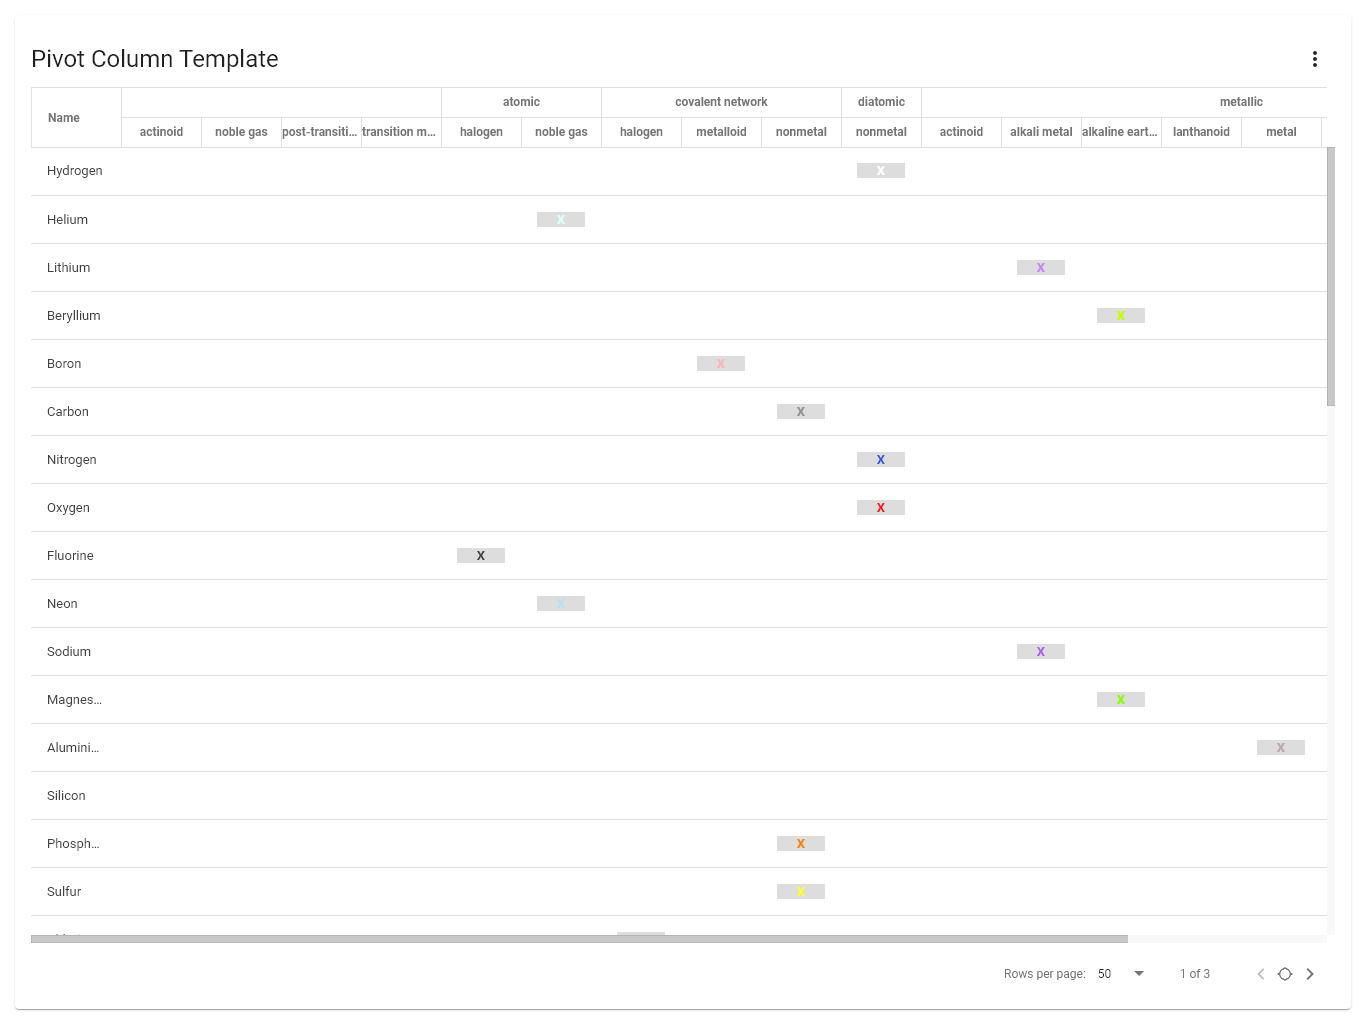 Pivot Column Template
atomic covalent network diatomic metallic
Name
actinoid noble gas post-transiti... transition m... halogen noble gas halogen metalloid nonmetal nonmetal actinoid alkali metal alkaline eart... lanthanoid metal
Hydrogen X
Helium X
Lithium X
Beryllium X
Boron X
Carbon X
Nitrogen X
Oxygen X
Fluorine X
Neon X
Sodium X
Magnes... X
Alumini... X
Silicon
Phosph... X
Sulfur X
Rows per page: 50 1 of 3